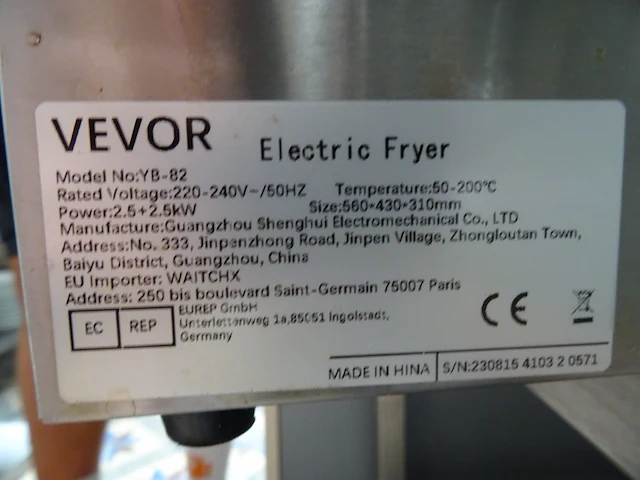 VEVOR Electric Fryer
Model No:YB-82
Rated Voltage:220-240V~/50HZ Temperature:50-200℃
Power:2.5+2.5kW Size:560*430*310mm
Manufacture:Guangzhou Shenghui Electromechanical Co., LTD
Address:No. 333, Jinpenzhong Road, Jinpen Village, Zhongloutan Town,
Baiyu District, Guangzhou, China
EU Importer: WAITCHX
Address: 250 bis boulevard Saint-Germain 75007 Paris
EC REP
EUREP GmbH
Unterlettenweg 1a,85051 Ingolstadt,
Germany
CE
MADE IN HINA
S/N:230815 4103 2 0571